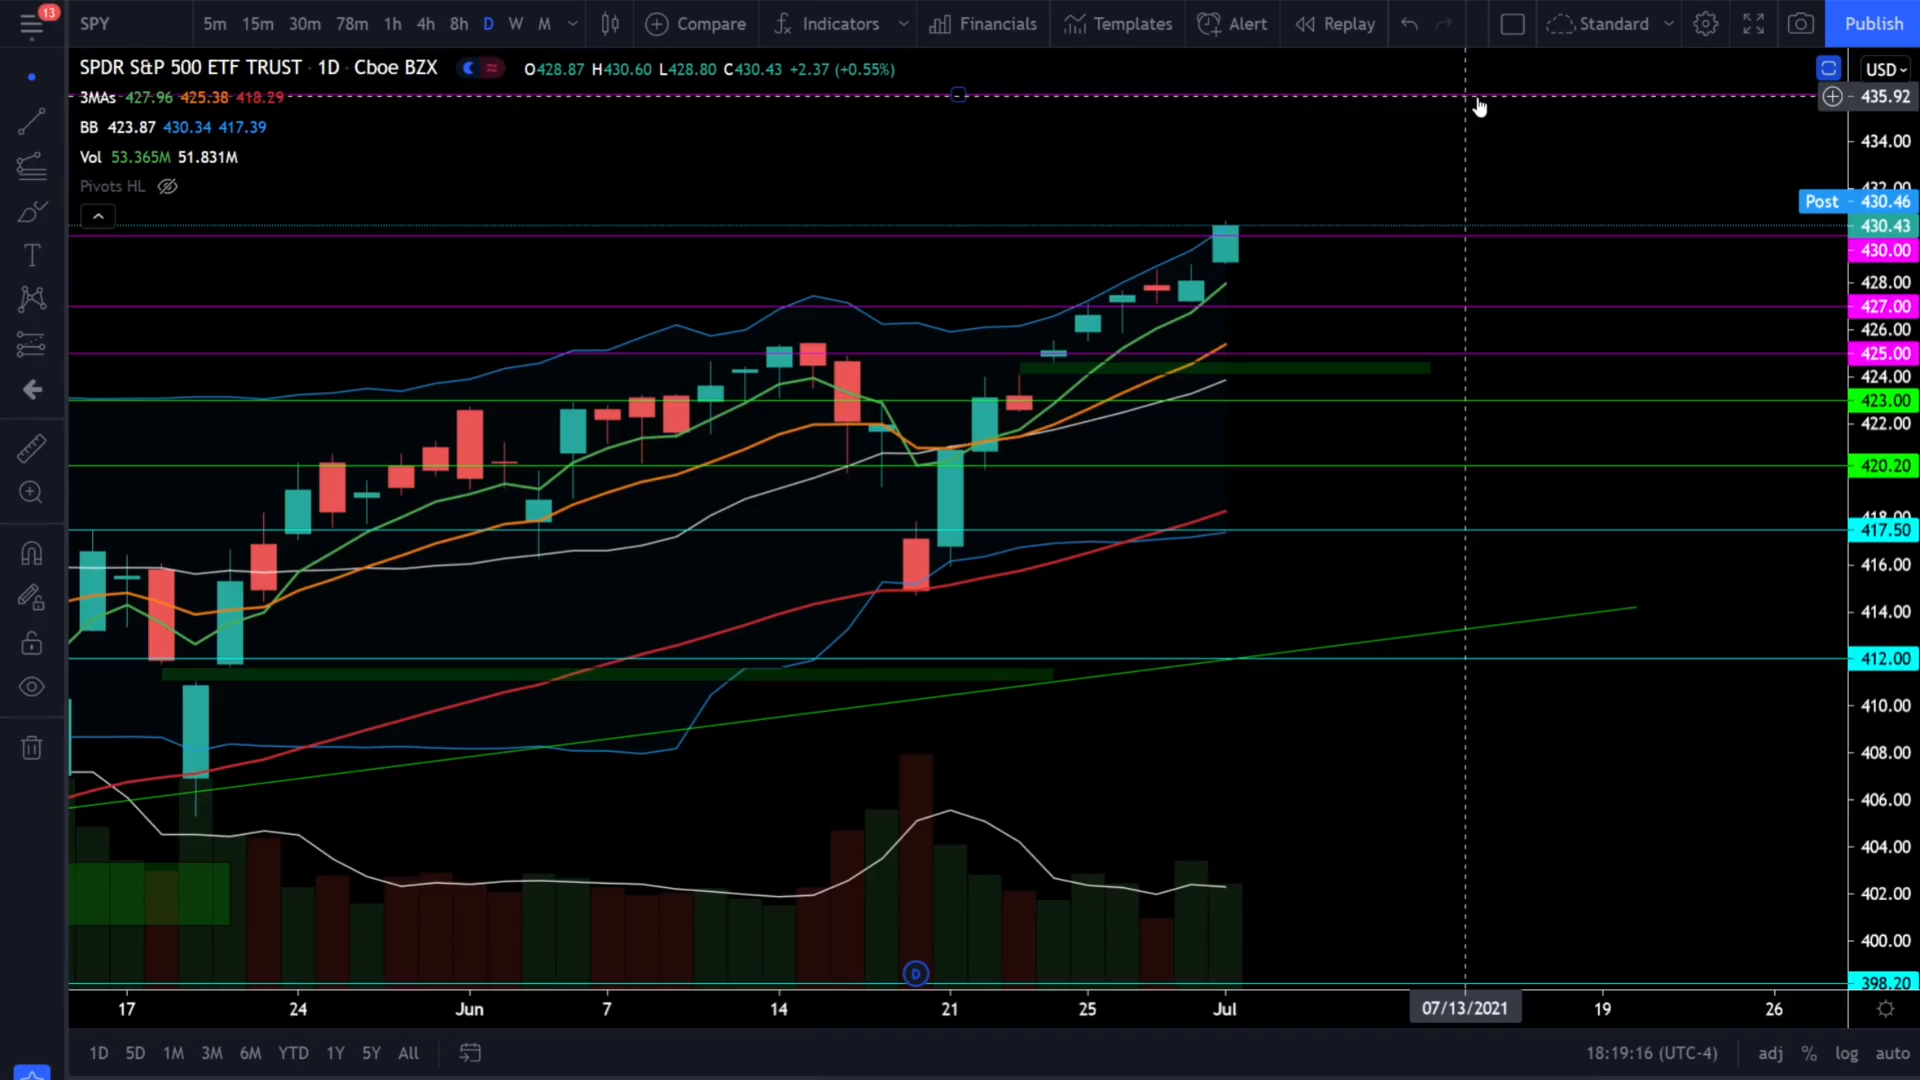 13
SPY 5m 15m 30m 78m 1h 4h 8h D W M Compare Indicators Financials Templates Alert Replay Standard Publish
SPDR S&P 500 ETF TRUST · 1D · Cboe BZX O428.87 H430.60 L428.80 C430.43 +2.37 (+0.55%)
USD
3MAs 427.96 425.38 418.29
435.92
BB 423.87 430.34 417.39
434.00
Vol 53.365M 51.831M
Pivots HL
432.00
Post 430.46
430.43
430.00
428.00
427.00
426.00
425.00
424.00
423.00
422.00
420.20
418.00
417.50
416.00
414.00
412.00
410.00
408.00
406.00
404.00
402.00
400.00
D
398.20
17 24 Jun 7 14 21 25 Jul 07/13/2021 19 26
1D 5D 1M 3M 6M YTD 1Y 5Y All 18:19:16 (UTC-4) adj % log auto